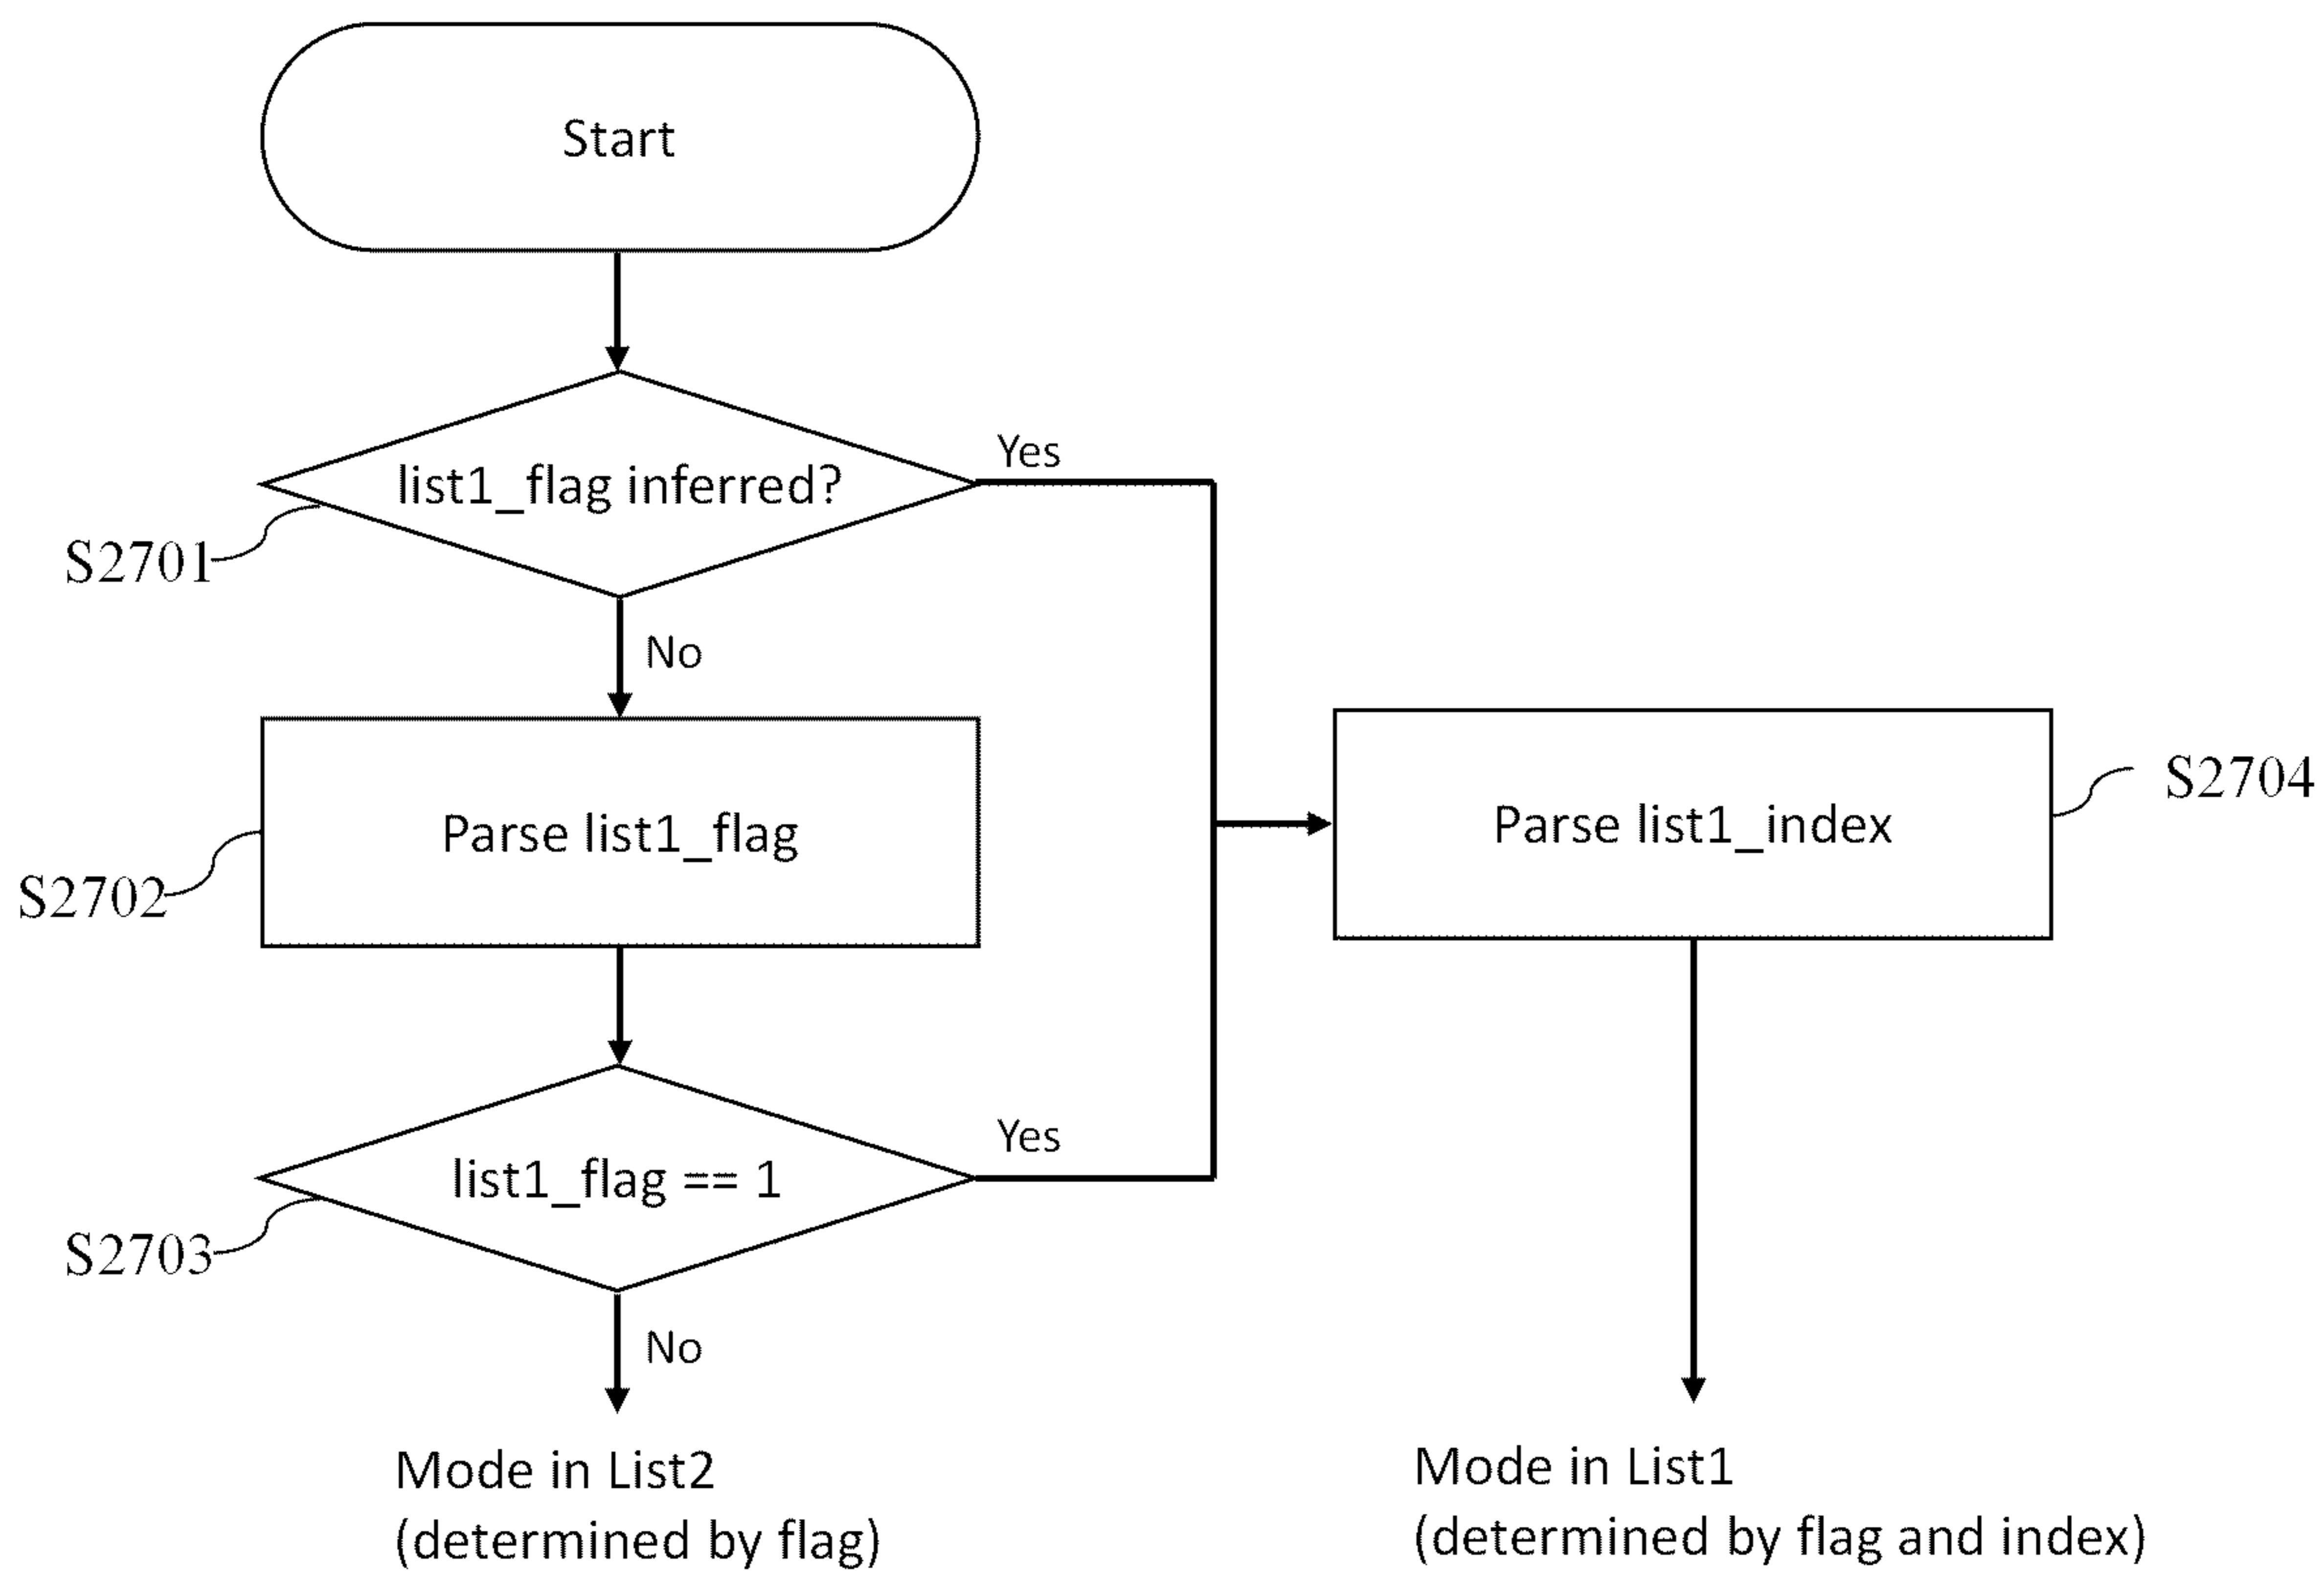 Start
list1_flag inferred?
Yes
S2701
No
Parse list1_flag
S2702
Parse list1_index
S2704
list1_flag == 1
Yes
S2703
No
Mode in List2
(determined by flag)
Mode in List1
(determined by flag and index)